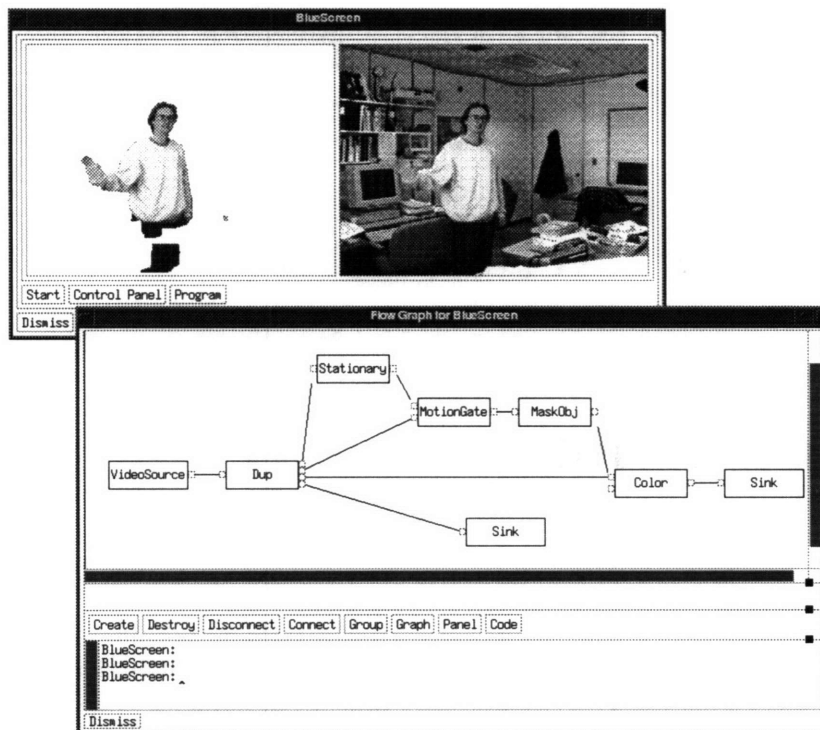 BlueScreen
Start Control Panel Program
Dismiss
Flow Graph for BlueScreen
Stationary
MotionGate MaskObj
VideoSource Dup Color Sink
Sink
Create Destroy Disconnect Connect Group Graph Panel Code
BlueScreen:
BlueScreen:
BlueScreen: ^
Dismiss